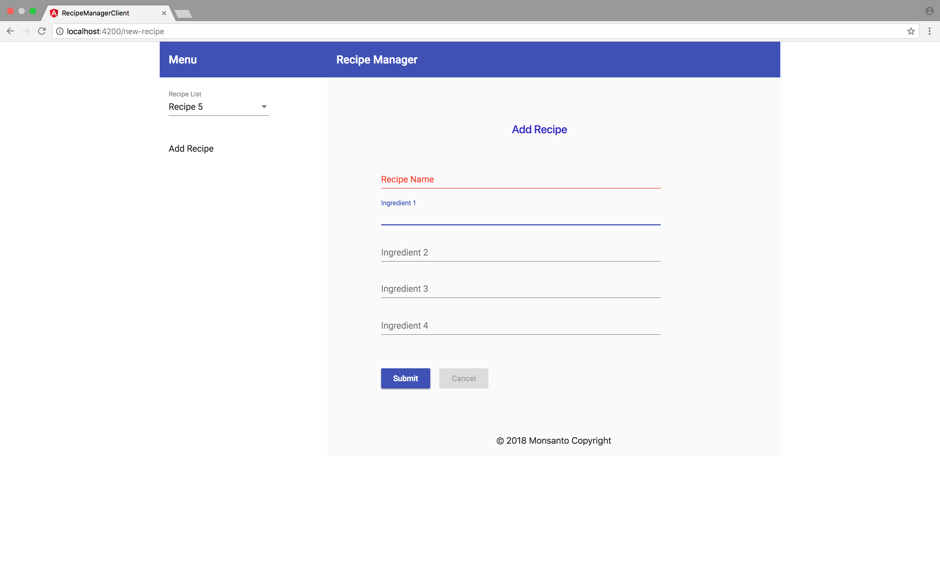 RecipeManagerClient
localhost:4200/new-recipe
Menu
Recipe Manager
Recipe List
Recipe 5
Add Recipe
Add Recipe
Recipe Name
Ingredient 1
Ingredient 2
Ingredient 3
Ingredient 4
Submit Cancel
© 2018 Monsanto Copyright